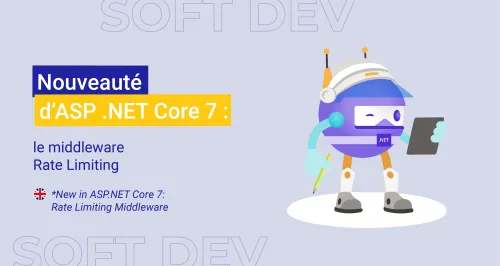 SOFT DEV
Nouveauté
d'ASP .NET Core 7 :
le middleware
Rate Limiting
*New in ASP.NET Core 7:
Rate Limiting Middleware
.NET
SOFT DEV